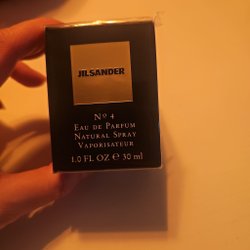 JIL SANDER
Nº 4
EAU DE PARFUM
NATURAL SPRAY
VAPORISATEUR
1.0 FL OZ ℮ 30 ml